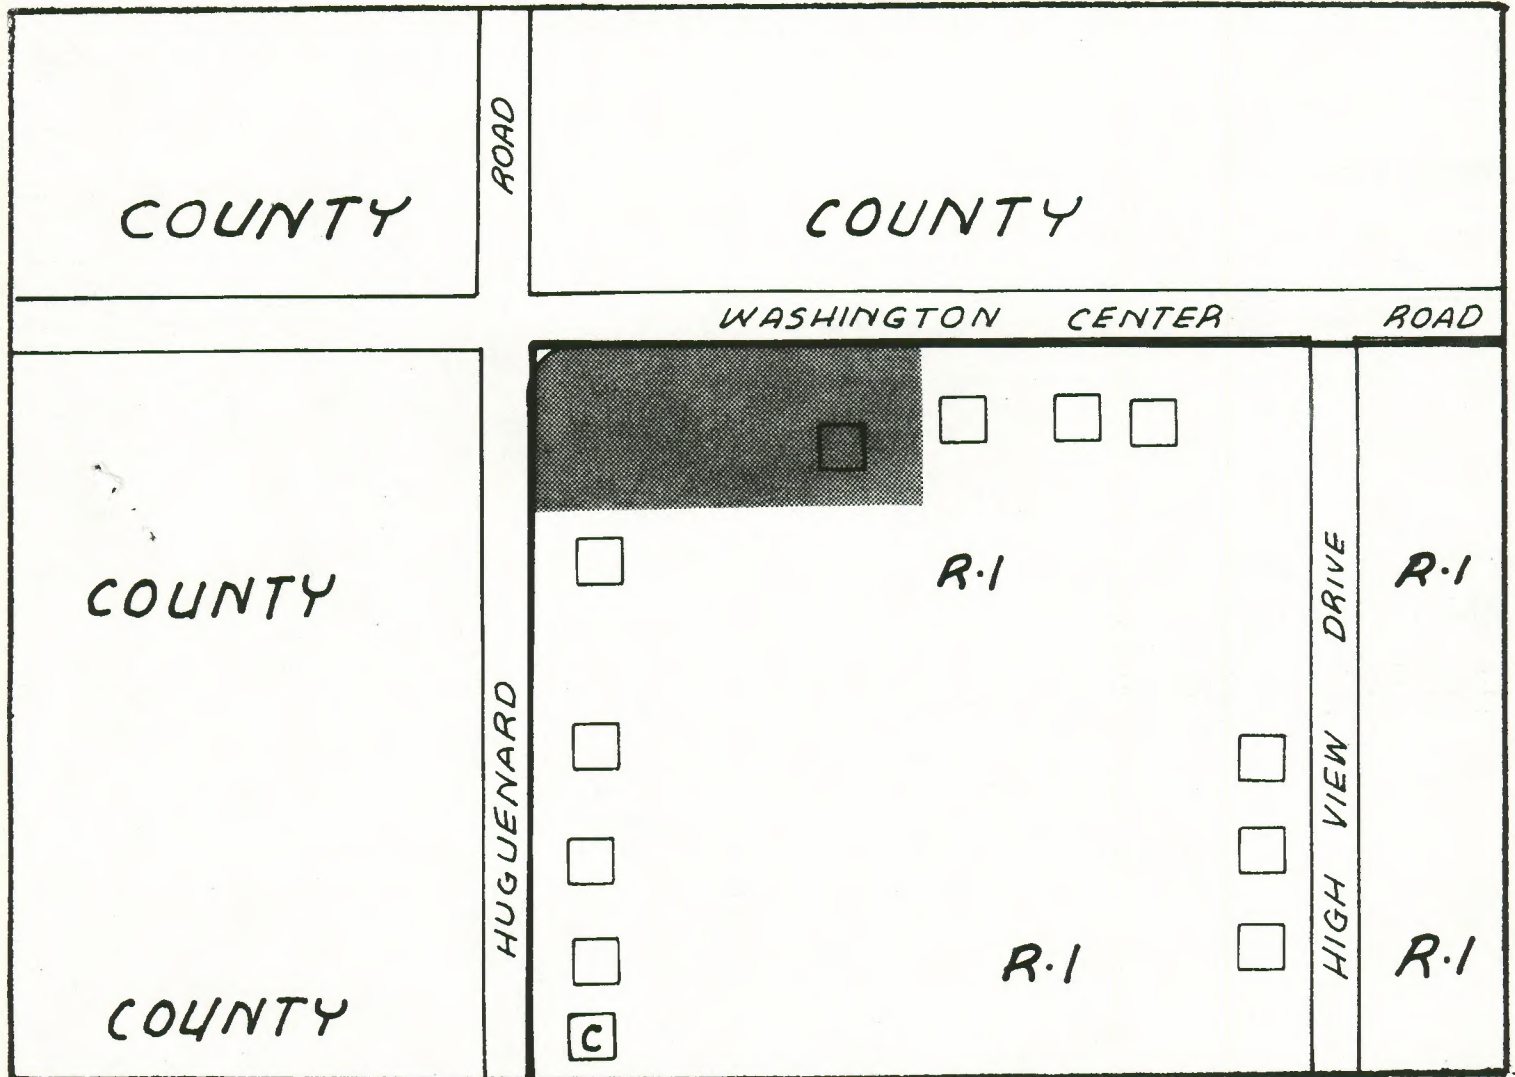 ROAD
COUNTY
COUNTY
WASHINGTON CENTER ROAD
COUNTY
R-1
R-1
HUGUENARD
HIGH VIEW DRIVE
R-1
R-1
COUNTY
C